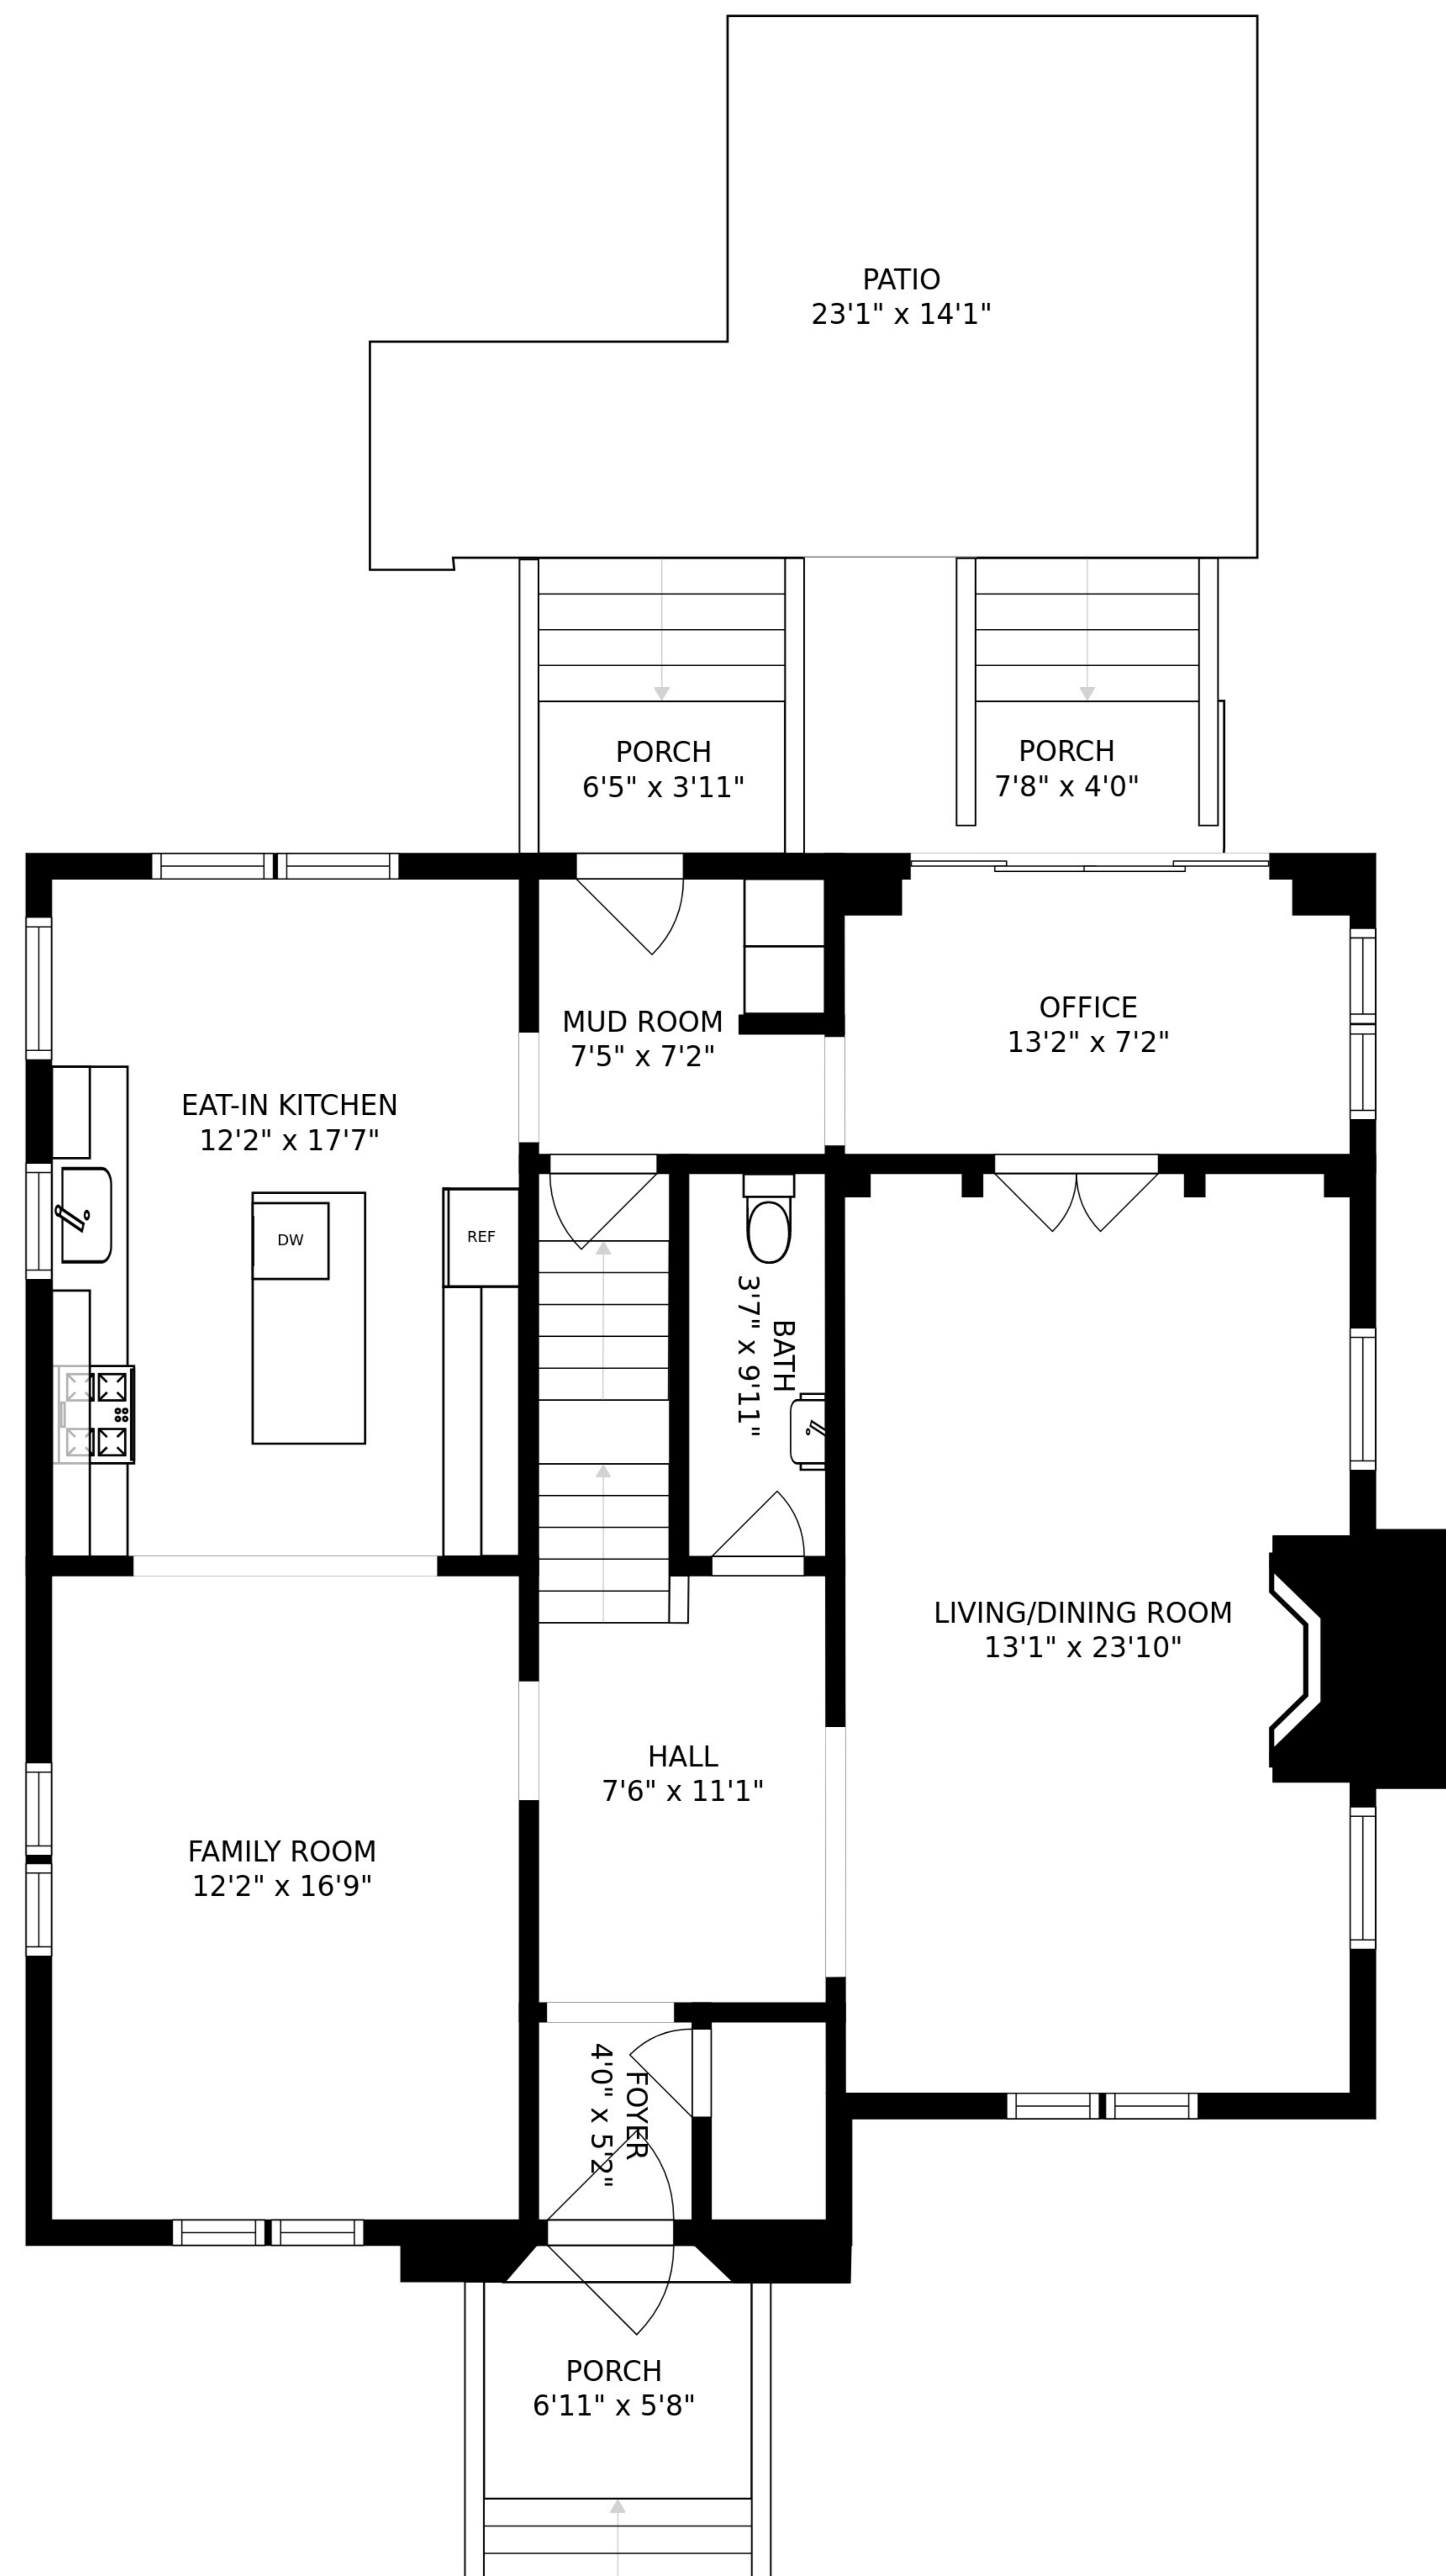 PATIO
23'1" x 14'1"
PORCH
6'5" x 3'11"
PORCH
7'8" x 4'0"
MUD ROOM
7'5" x 7'2"
OFFICE
13'2" x 7'2"
EAT-IN KITCHEN
12'2" x 17'7"
DW
REF
BATH
3'7" x 9'11"
LIVING/DINING ROOM
13'1" x 23'10"
HALL
7'6" x 11'1"
FAMILY ROOM
12'2" x 16'9"
FOYER
4'0" x 5'2"
PORCH
6'11" x 5'8"